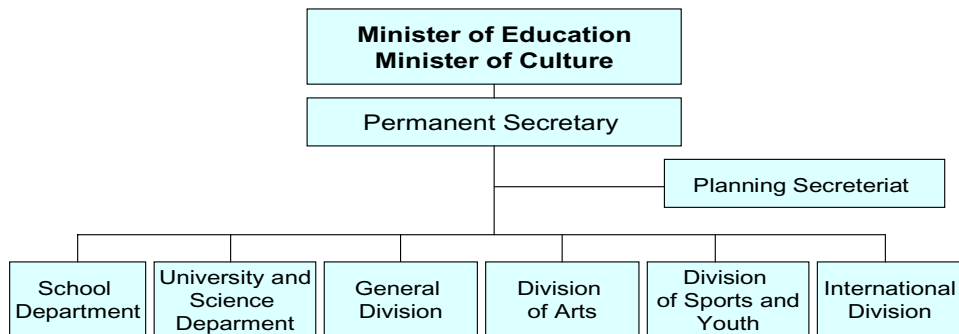 Minister of Education
Minister of Culture
Permanent Secretary
Planning Secreteriat
School
Department
University and
Science
Deparment
General
Division
Division
of Arts
Division
of Sports and
Youth
International
Division